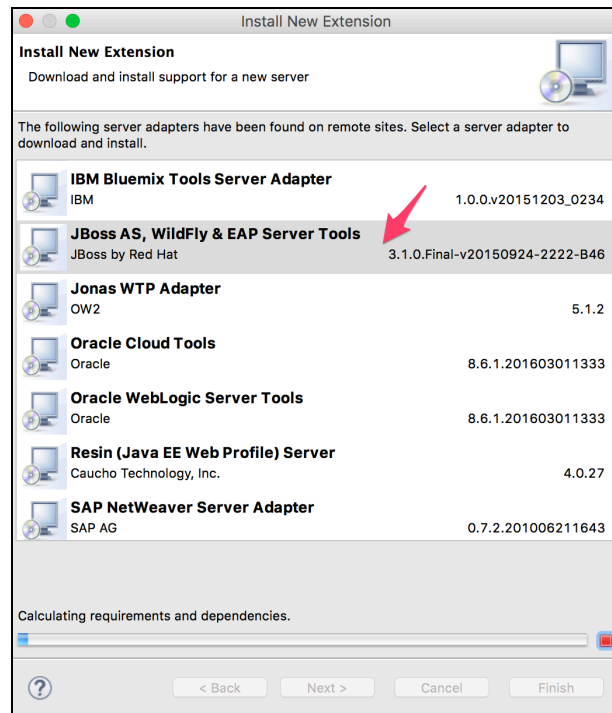 Install New Extension
Install New Extension
Download and install support for a new server
The following server adapters have been found on remote sites. Select a server adapter to
download and install.
IBM Bluemix Tools Server Adapter
IBM 1.0.0.v20151203_0234
JBoss AS, WildFly & EAP Server Tools
JBoss by Red Hat 3.1.0.Final-v20150924-2222-B46
Jonas WTP Adapter
OW2 5.1.2
Oracle Cloud Tools
Oracle 8.6.1.201603011333
Oracle WebLogic Server Tools
Oracle 8.6.1.201603011333
Resin (Java EE Web Profile) Server
Caucho Technology, Inc. 4.0.27
SAP NetWeaver Server Adapter
SAP AG 0.7.2.201006211643
Calculating requirements and dependencies.
? < Back Next > Cancel Finish